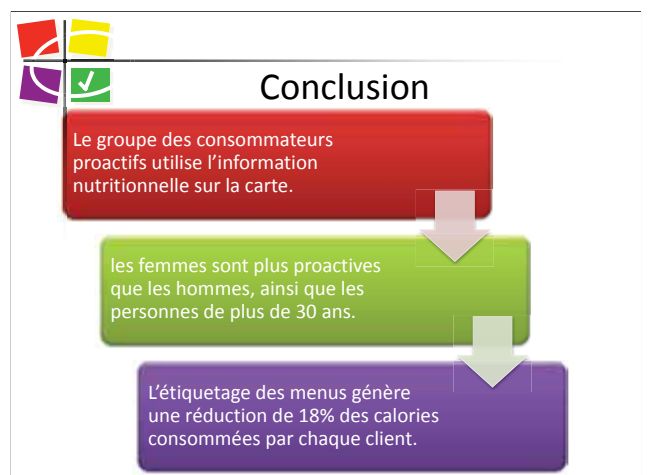 Conclusion
Le groupe des consommateurs
proactifs utilise l’information
nutritionnelle sur la carte.
les femmes sont plus proactives
que les hommes, ainsi que les
personnes de plus de 30 ans.
L’étiquetage des menus génère
une réduction de 18% des calories
consommées par chaque client.